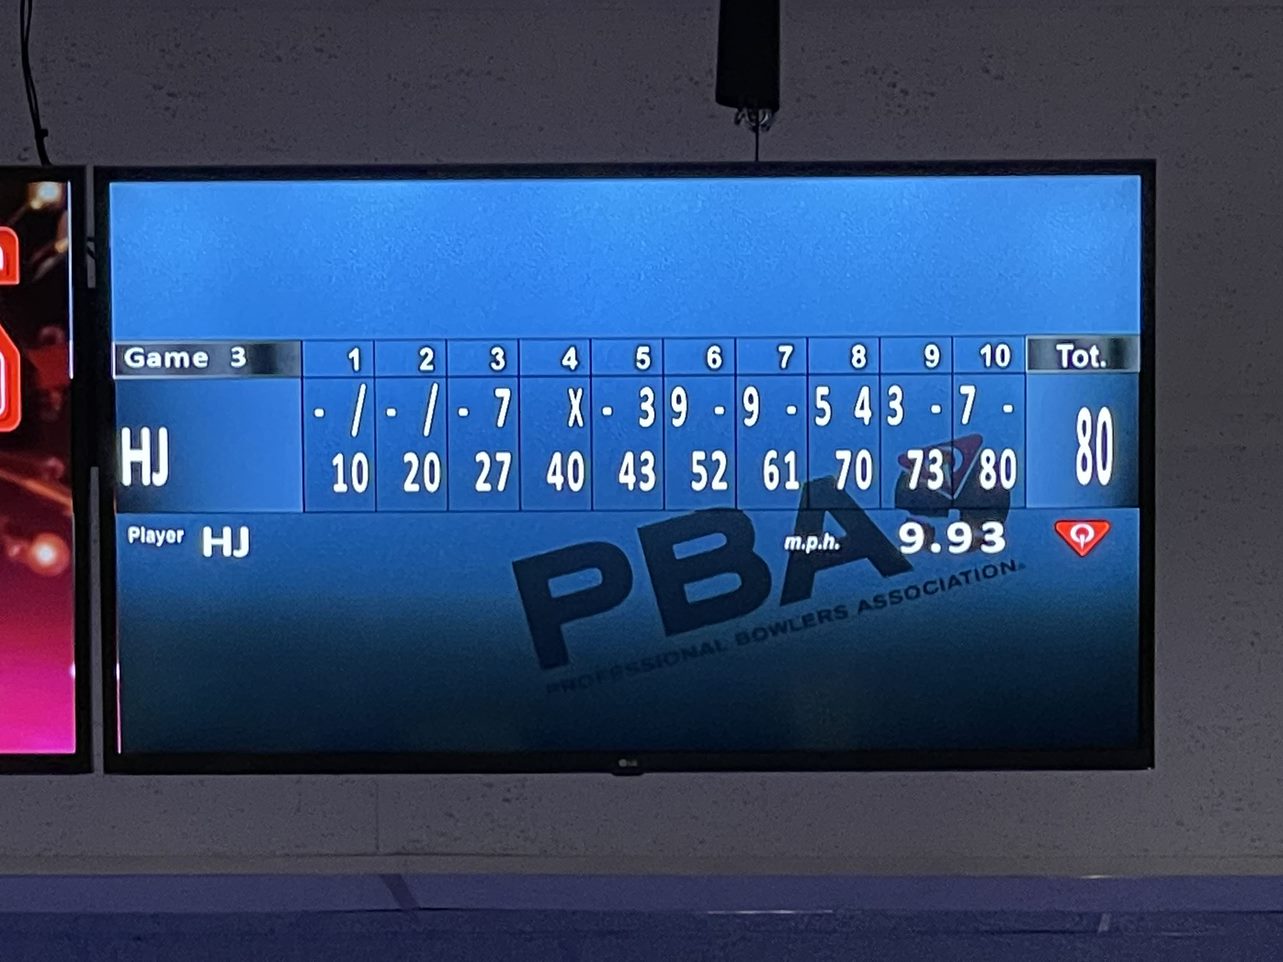 Game 3 1 2 3 4 5 6 7 8 9 10 Tot.
- / - / - 7 X - 3 9 - 9 - 5 4 3 - 7 -
HJ 10 20 27 40 43 52 61 70 73 80 80
Player HJ m.p.h. 9.93
PBA
PROFESSIONAL BOWLERS ASSOCIATION
LG